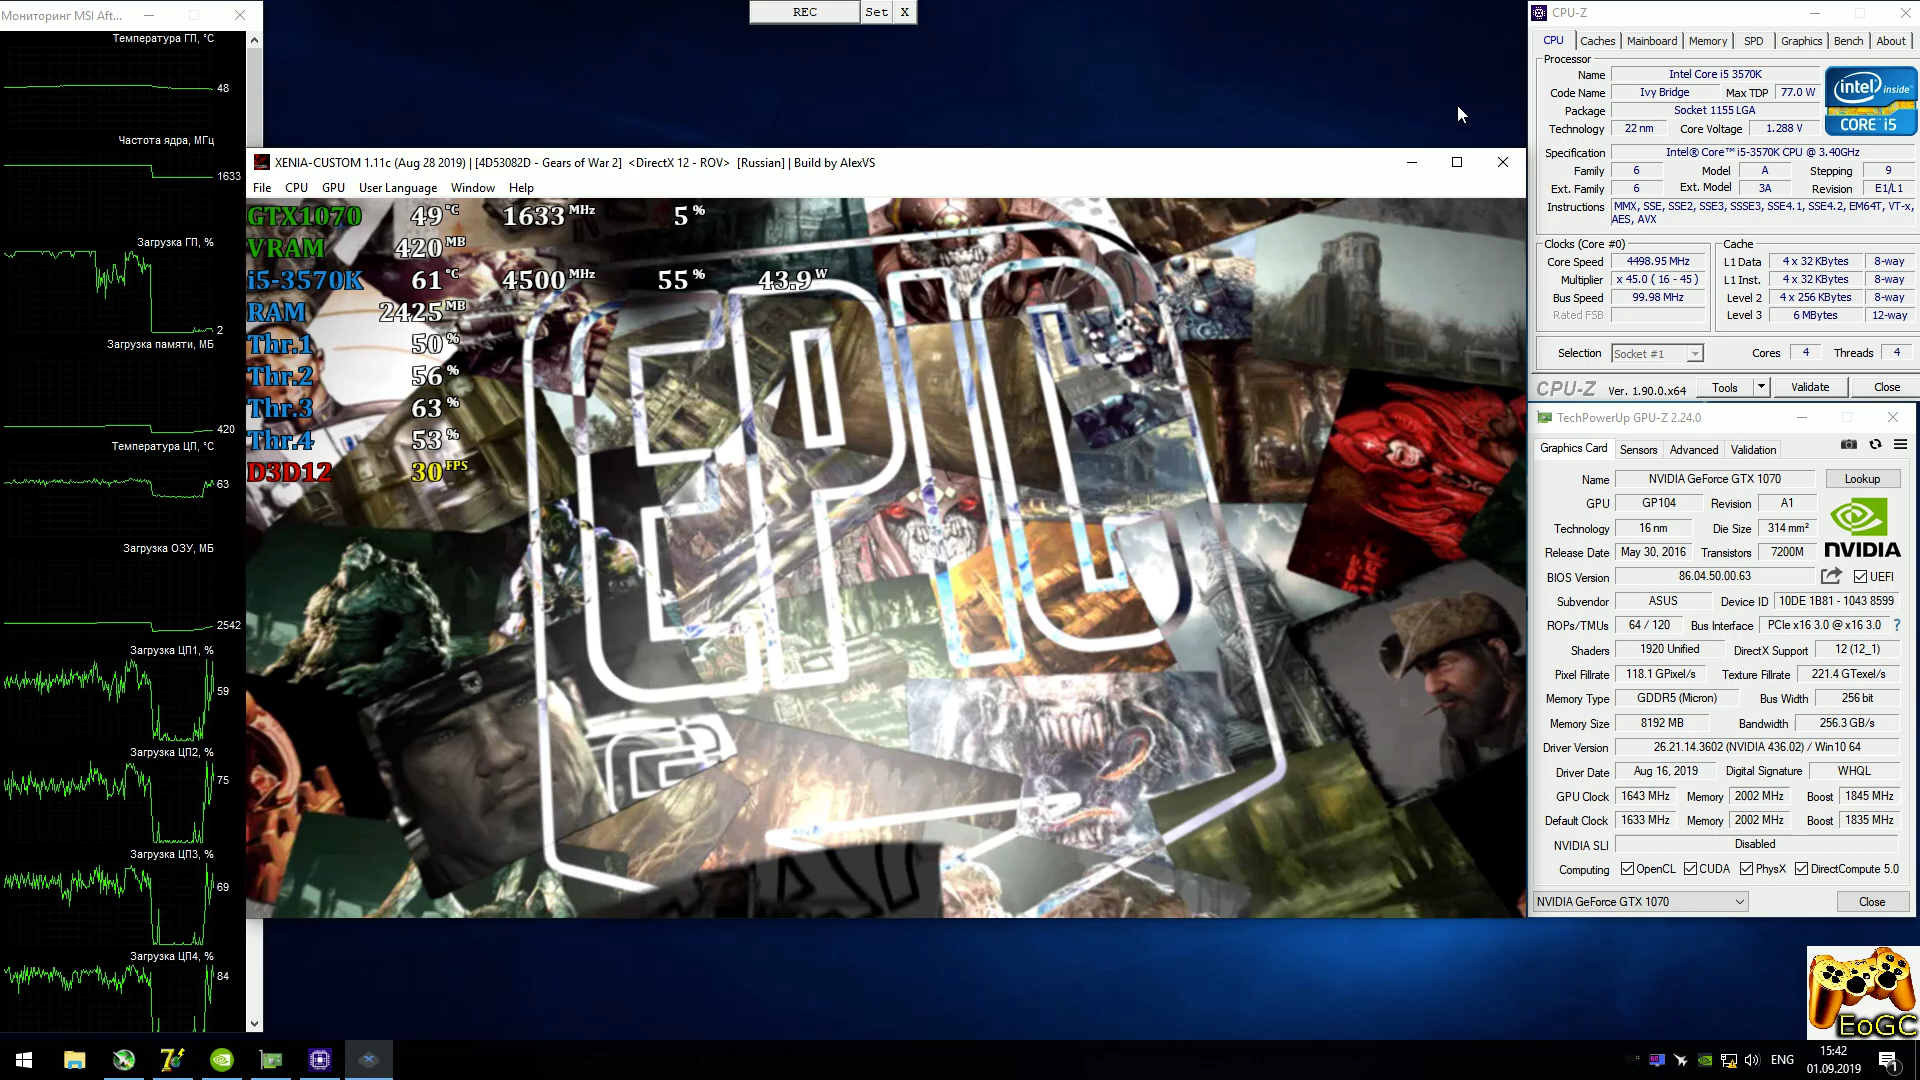 Мониторинг MSI Aft...
Температура ГП, °C
48
Частота ядра, МГц
1633
Загрузка ГП, %
2
Загрузка памяти, МБ
420
Температура ЦП, °C
63
Загрузка ОЗУ, МБ
2542
Загрузка ЦП1, %
59
Загрузка ЦП2, %
75
Загрузка ЦП3, %
69
Загрузка ЦП4, %
84
REC Set X
XENIA-CUSTOM 1.11c (Aug 28 2019) | [4D53082D - Gears of War 2] <DirectX 12 - ROV> [Russian] | Build by AlexVS
File CPU GPU User Language Window Help
GTX1070 49 °C 1633 MHz 5 %
VRAM 420 MB
i5-3570K 61 °C 4500 MHz 55 % 43.9 W
RAM 2425 MB
Thr.1 50 %
Thr.2 56 %
Thr.3 63 %
Thr.4 53 %
D3D12 30 FPS
EPIC
CPU-Z
CPU Caches Mainboard Memory SPD Graphics Bench About
Processor
Name Intel Core i5 3570K
Code Name Ivy Bridge Max TDP 77.0 W
Package Socket 1155 LGA
Technology 22 nm Core Voltage 1.288 V
intel inside
CORE i5
Specification Intel® Core™ i5-3570K CPU @ 3.40GHz
Family 6 Model A Stepping 9
Ext. Family 6 Ext. Model 3A Revision E1/L1
Instructions MMX, SSE, SSE2, SSE3, SSSE3, SSE4.1, SSE4.2, EM64T, VT-x,
AES, AVX
Clocks (Core #0) Cache
Core Speed 4498.95 MHz L1 Data 4 x 32 KBytes 8-way
Multiplier x 45.0 ( 16 - 45 ) L1 Inst. 4 x 32 KBytes 8-way
Bus Speed 99.98 MHz Level 2 4 x 256 KBytes 8-way
Rated FSB Level 3 6 MBytes 12-way
Selection Socket #1 Cores 4 Threads 4
CPU-Z Ver. 1.90.0.x64 Tools Validate Close
TechPowerUp GPU-Z 2.24.0
Graphics Card Sensors Advanced Validation
Name NVIDIA GeForce GTX 1070 Lookup
GPU GP104 Revision A1
Technology 16 nm Die Size 314 mm²
Release Date May 30, 2016 Transistors 7200M
NVIDIA
BIOS Version 86.04.50.00.63 UEFI
Subvendor ASUS Device ID 10DE 1B81 - 1043 8599
ROPs/TMUs 64 / 120 Bus Interface PCIe x16 3.0 @ x16 3.0 ?
Shaders 1920 Unified DirectX Support 12 (12_1)
Pixel Fillrate 118.1 GPixel/s Texture Fillrate 221.4 GTexel/s
Memory Type GDDR5 (Micron) Bus Width 256 bit
Memory Size 8192 MB Bandwidth 256.3 GB/s
Driver Version 26.21.14.3602 (NVIDIA 436.02) / Win10 64
Driver Date Aug 16, 2019 Digital Signature WHQL
GPU Clock 1643 MHz Memory 2002 MHz Boost 1845 MHz
Default Clock 1633 MHz Memory 2002 MHz Boost 1835 MHz
NVIDIA SLI Disabled
Computing OpenCL CUDA PhysX DirectCompute 5.0
NVIDIA GeForce GTX 1070 Close
EoGC
ENG 15:42
01.09.2019
1